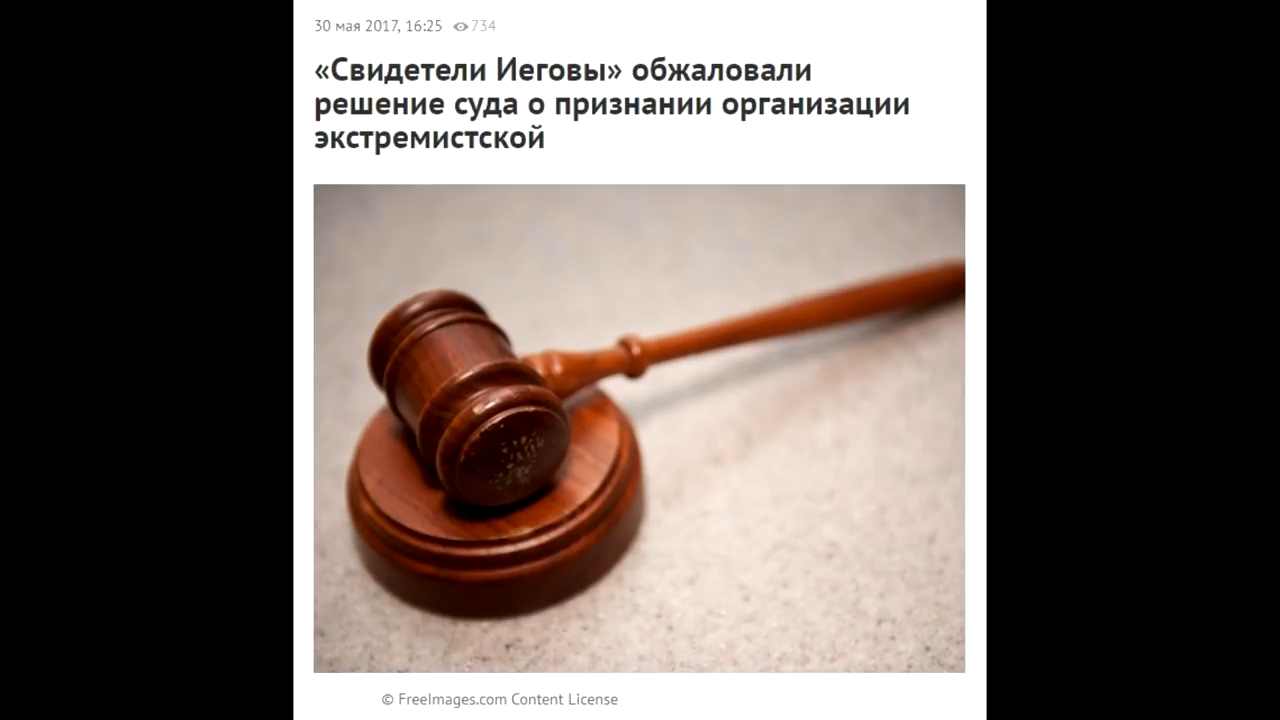 30 мая 2017, 16:25 734
«Свидетели Иеговы» обжаловали
решение суда о признании организации
экстремистской
© FreeImages.com Content License